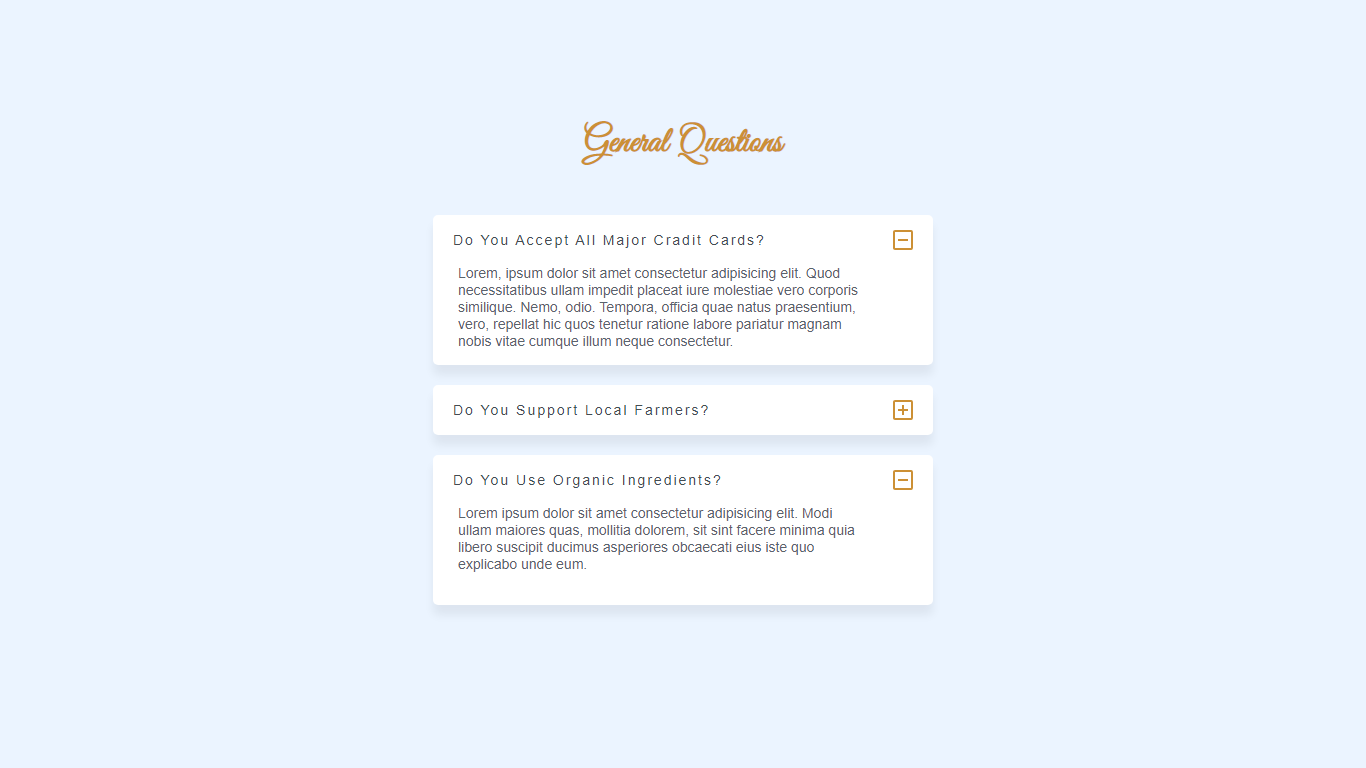 General Questions
Do You Accept All Major Cradit Cards?
Lorem, ipsum dolor sit amet consectetur adipisicing elit. Quod
necessitatibus ullam impedit placeat iure molestiae vero corporis
similique. Nemo, odio. Tempora, officia quae natus praesentium,
vero, repellat hic quos tenetur ratione labore pariatur magnam
nobis vitae cumque illum neque consectetur.
Do You Support Local Farmers?
Do You Use Organic Ingredients?
Lorem ipsum dolor sit amet consectetur adipisicing elit. Modi
ullam maiores quas, mollitia dolorem, sit sint facere minima quia
libero suscipit ducimus asperiores obcaecati eius iste quo
explicabo unde eum.